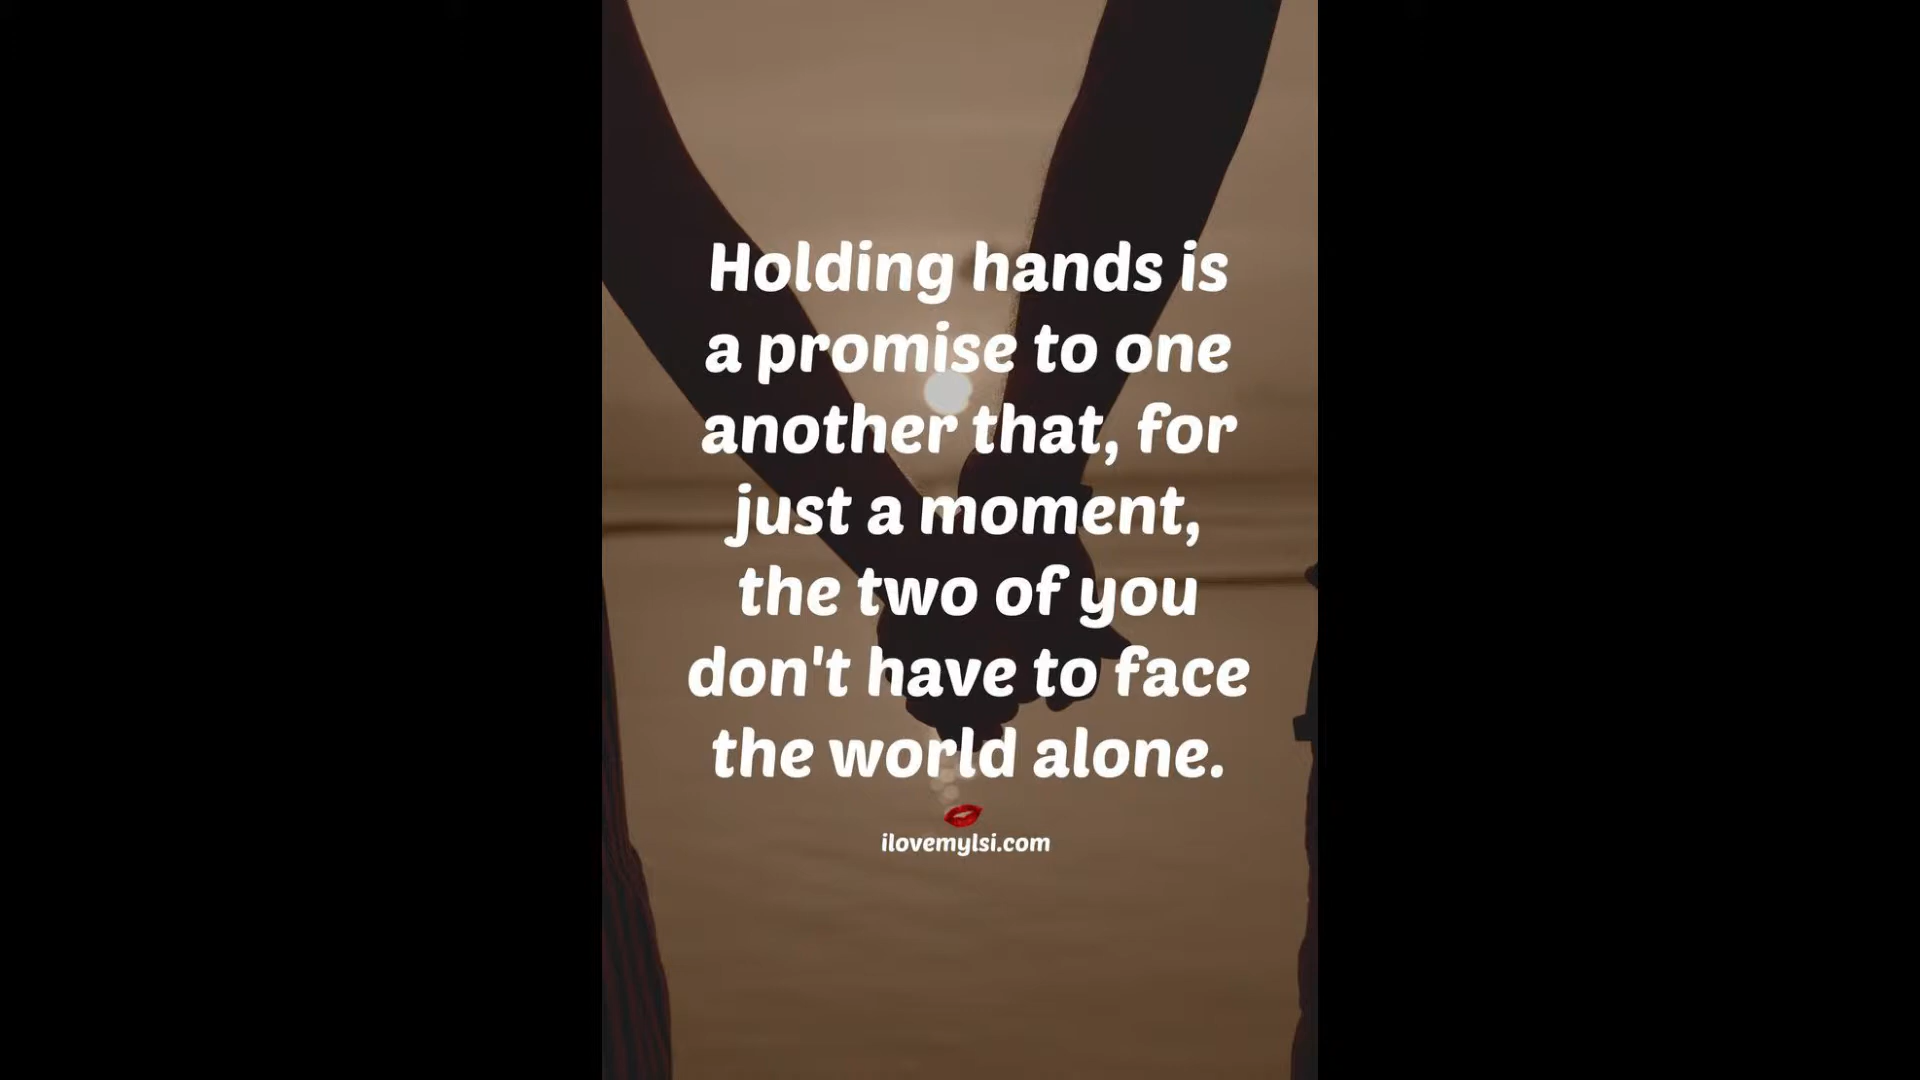 Holding hands is
a promise to one
another that, for
just a moment,
the two of you
don't have to face
the world alone.
ilovemylsi.com